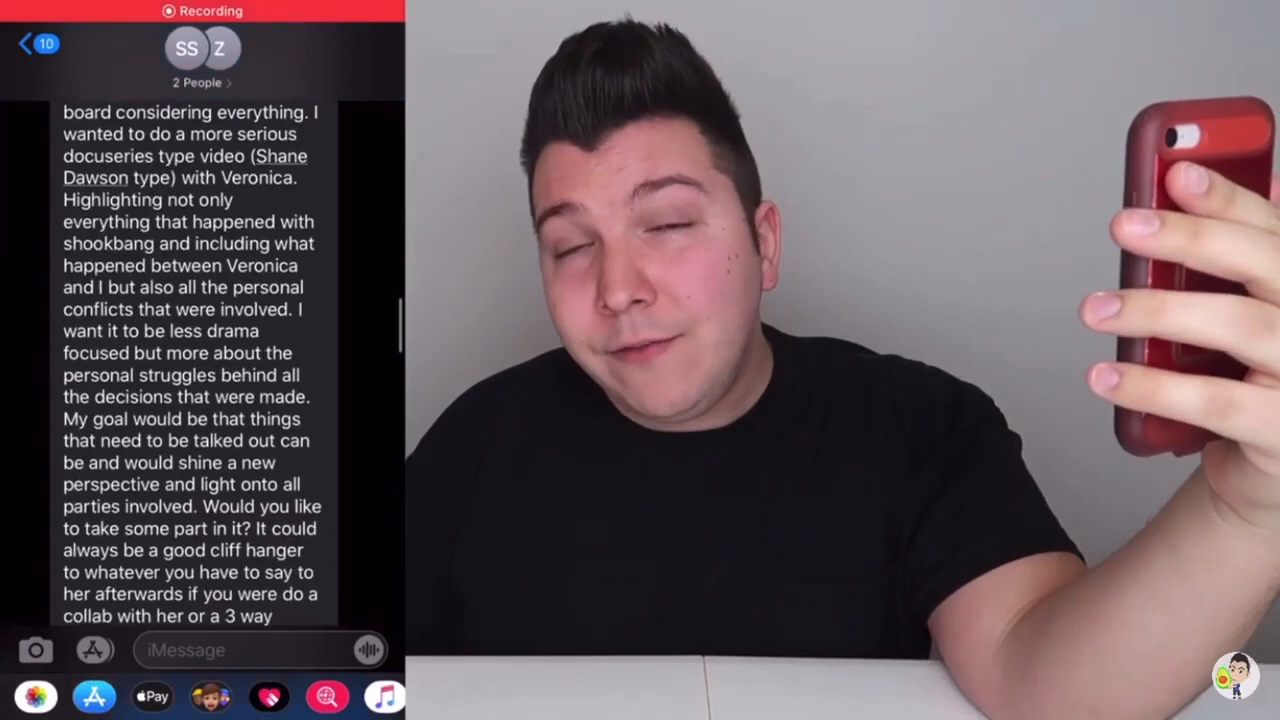 Recording
10
SS
Z
2 People
board considering everything. I
wanted to do a more serious
docuseries type video (Shane
Dawson type) with Veronica.
Highlighting not only
everything that happened with
shookbang and including what
happened between Veronica
and I but also all the personal
conflicts that were involved. I
want it to be less drama
focused but more about the
personal struggles behind all
the decisions that were made.
My goal would be that things
that need to be talked out can
be and would shine a new
perspective and light onto all
parties involved. Would you like
to take some part in it? It could
always be a good cliff hanger
to whatever you have to say to
her afterwards if you were do a
collab with her or a 3 way
iMessage
Pay